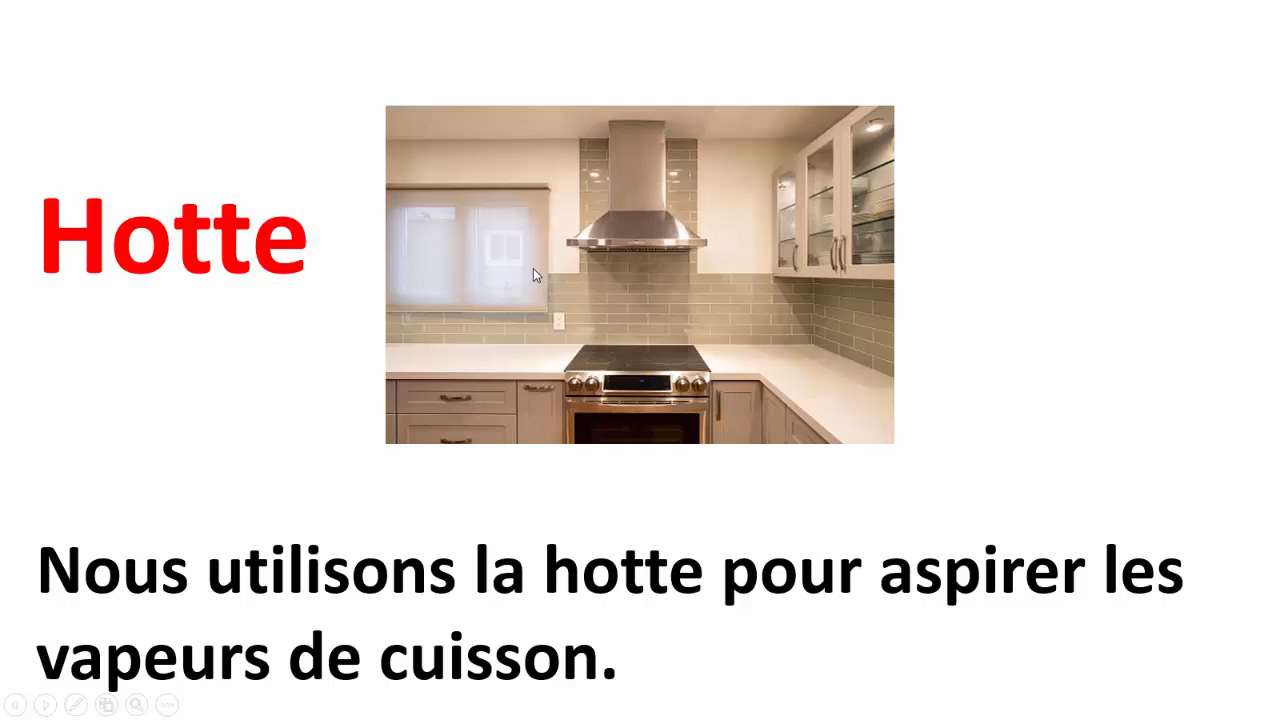 Hotte
Nous utilisons la hotte pour aspirer les
vapeurs de cuisson.